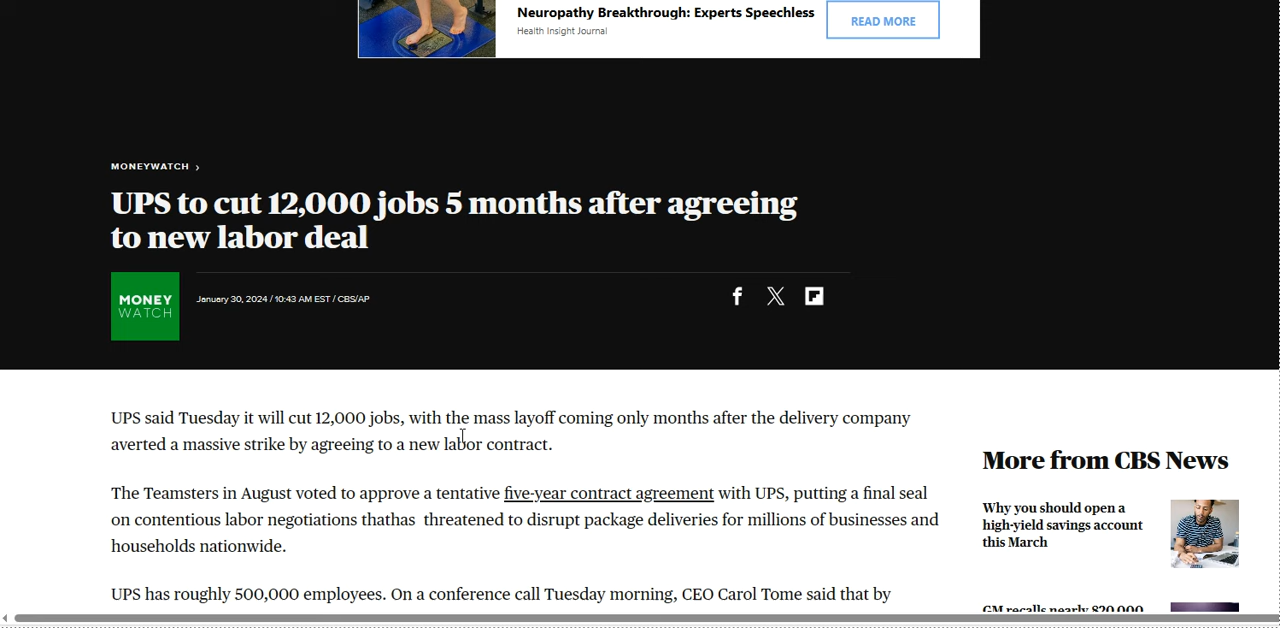 Neuropathy Breakthrough: Experts Speechless
Health Insight Journal
READ MORE
MONEYWATCH ›
UPS to cut 12,000 jobs 5 months after agreeing
to new labor deal
MONEY
WATCH
January 30, 2024 / 10:43 AM EST / CBS/AP
UPS said Tuesday it will cut 12,000 jobs, with the mass layoff coming only months after the delivery company
averted a massive strike by agreeing to a new labor contract.
The Teamsters in August voted to approve a tentative five-year contract agreement with UPS, putting a final seal
on contentious labor negotiations thathas  threatened to disrupt package deliveries for millions of businesses and
households nationwide.
UPS has roughly 500,000 employees. On a conference call Tuesday morning, CEO Carol Tome said that by
More from CBS News
Why you should open a
high-yield savings account
this March
GM recalls nearly 820,000